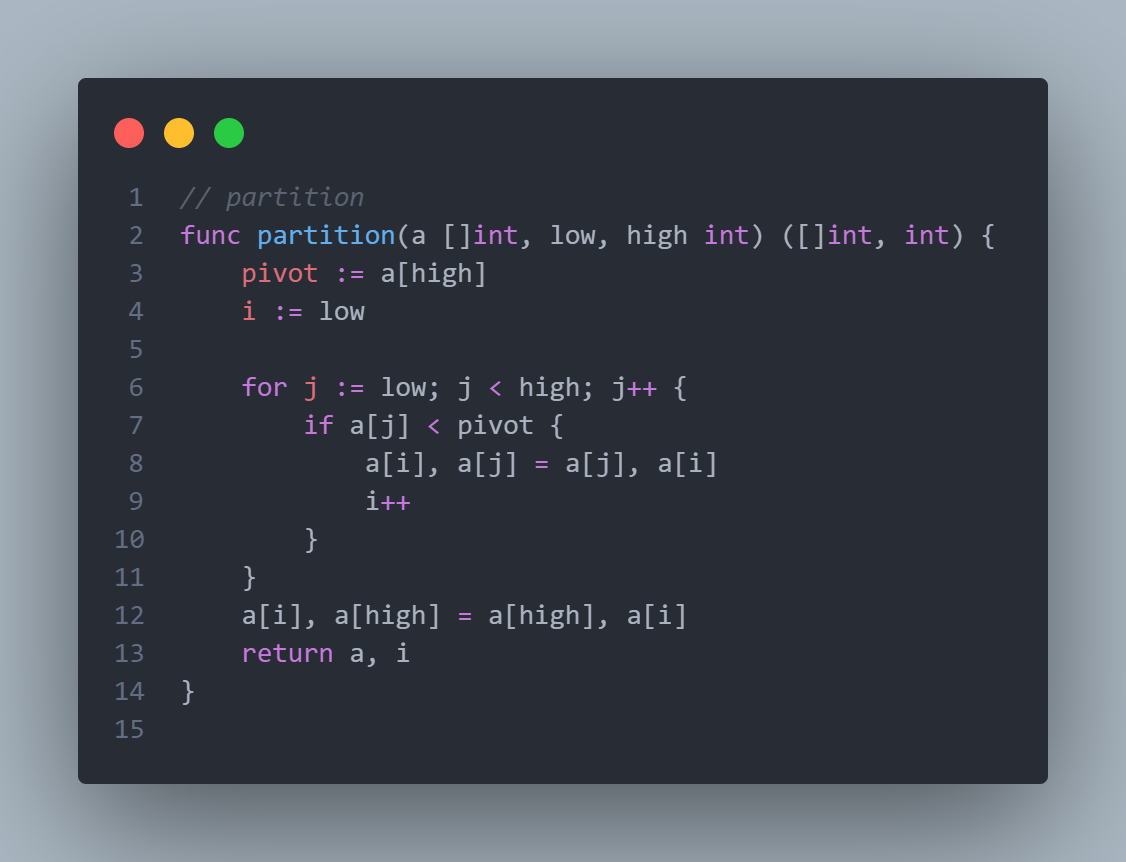 1 // partition
2 func partition(a []int, low, high int) ([]int, int) {
3     pivot := a[high]
4     i := low
5
6     for j := low; j < high; j++ {
7         if a[j] < pivot {
8             a[i], a[j] = a[j], a[i]
9             i++
10         }
11     }
12     a[i], a[high] = a[high], a[i]
13     return a, i
14 }
15